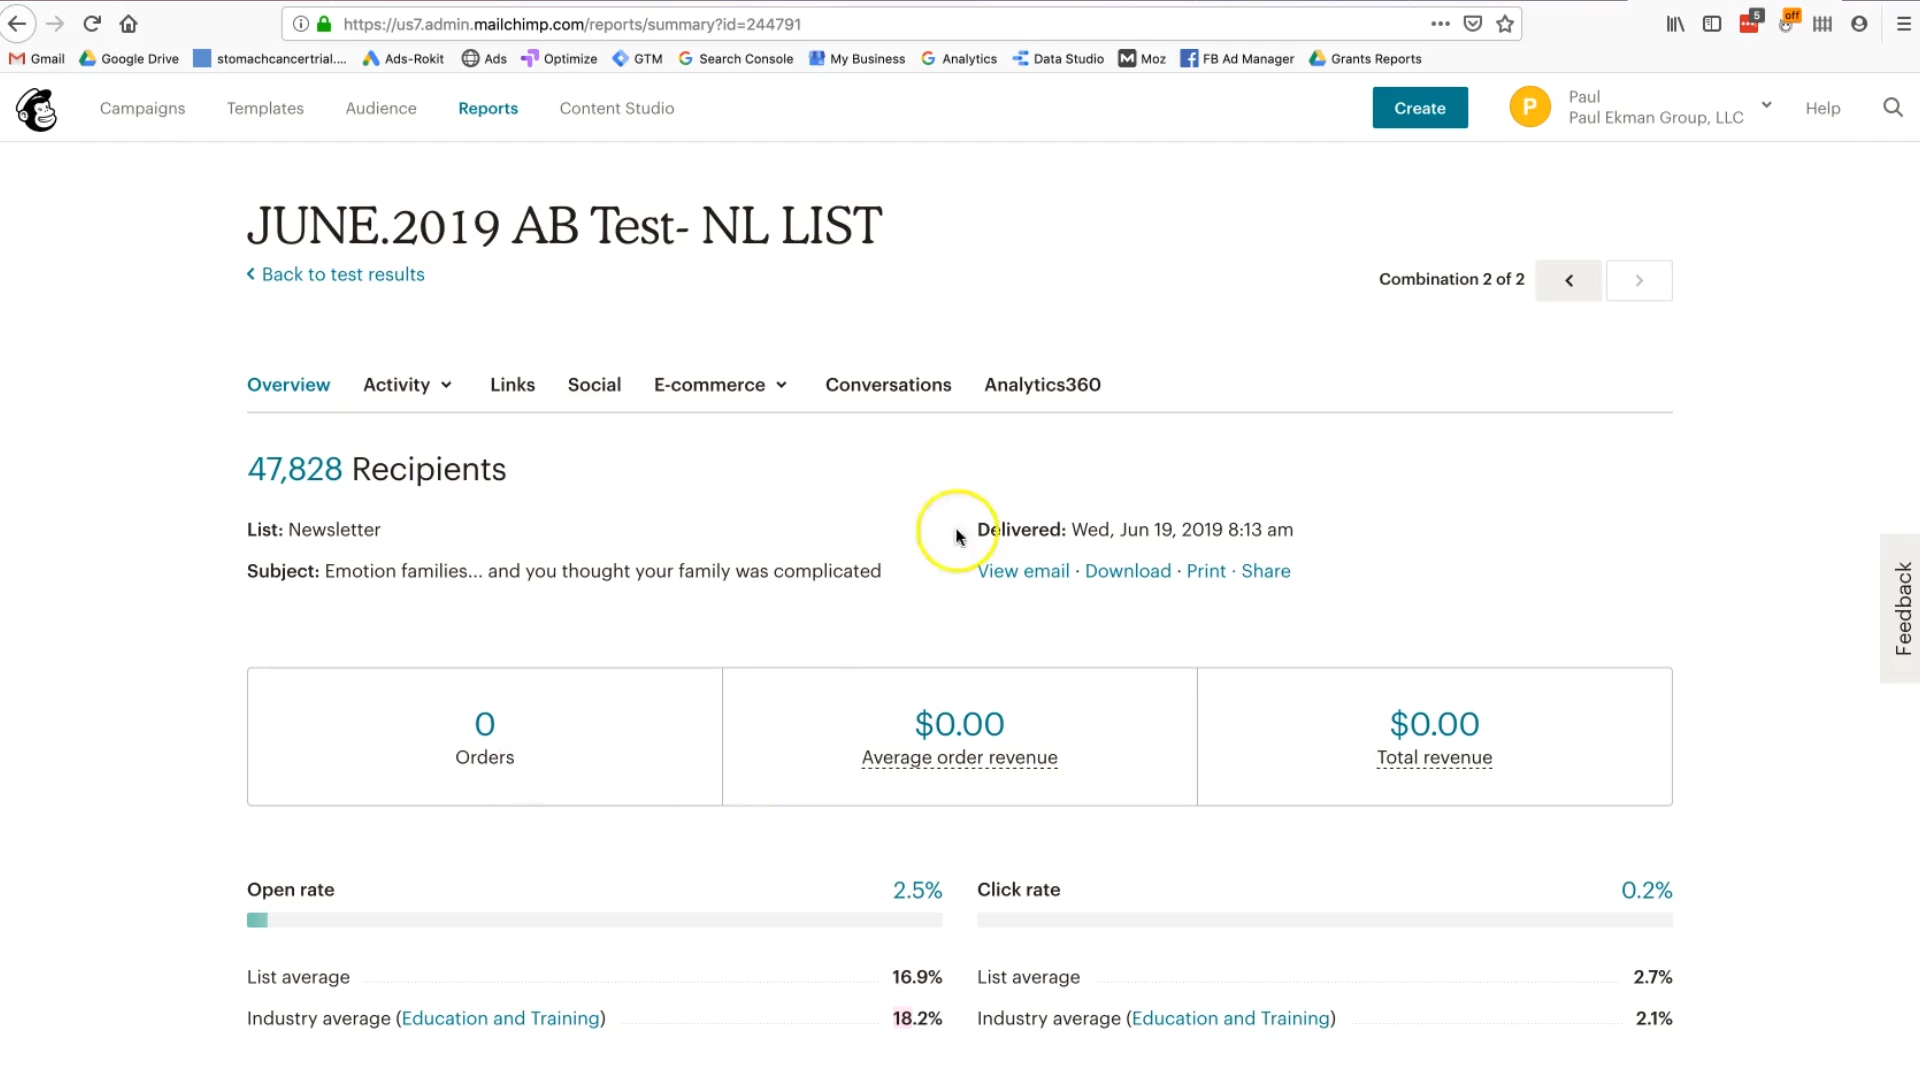 https://us7.admin.mailchimp.com/reports/summary?id=244791
5
off
Gmail Google Drive stomachcancertrial.... Ads-Rokit Ads Optimize GTM Search Console My Business Analytics Data Studio Moz FB Ad Manager Grants Reports
Campaigns Templates Audience Reports Content Studio Create P Paul Help
Paul Ekman Group, LLC
JUNE.2019 AB Test- NL LIST
Back to test results
Combination 2 of 2
Overview Activity Links Social E-commerce Conversations Analytics360
47,828 Recipients
List: Newsletter
Delivered: Wed, Jun 19, 2019 8:13 am
Subject: Emotion families... and you thought your family was complicated
View email · Download · Print · Share
Feedback
0 $0.00 $0.00
Orders Average order revenue Total revenue
Open rate 2.5% Click rate 0.2%
List average 16.9% List average 2.7%
Industry average (Education and Training) 18.2% Industry average (Education and Training) 2.1%